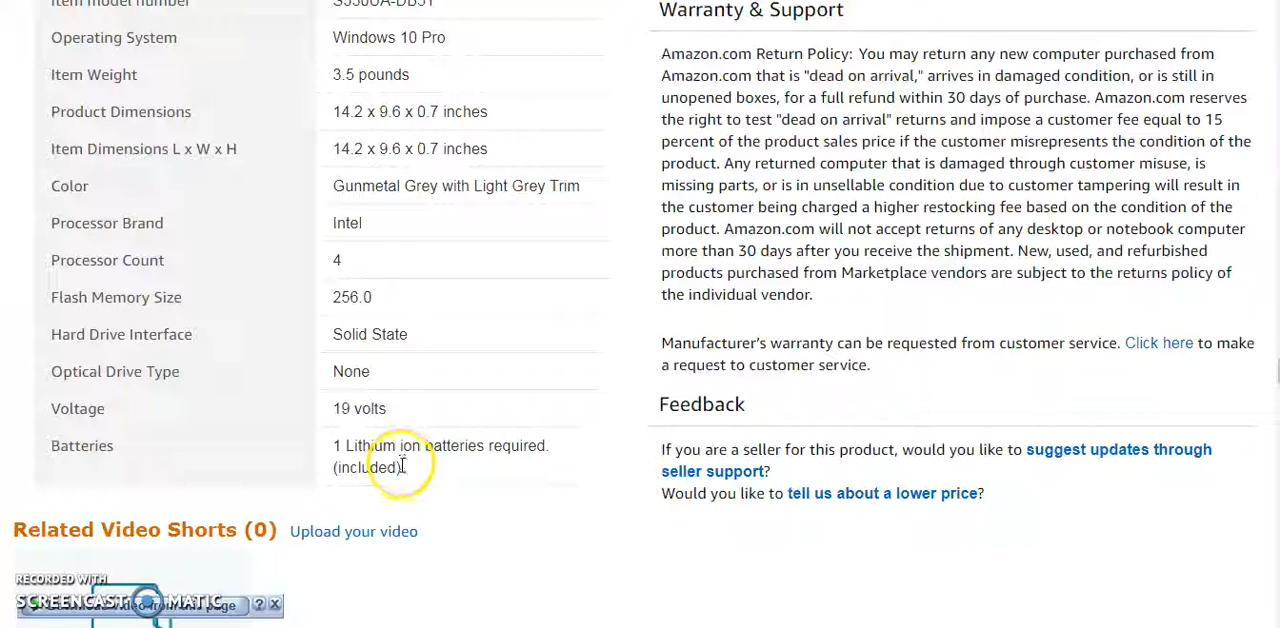 Item model number S550UA-DB51
Operating System Windows 10 Pro
Item Weight 3.5 pounds
Product Dimensions 14.2 x 9.6 x 0.7 inches
Item Dimensions L x W x H 14.2 x 9.6 x 0.7 inches
Color Gunmetal Grey with Light Grey Trim
Processor Brand Intel
Processor Count 4
Flash Memory Size 256.0
Hard Drive Interface Solid State
Optical Drive Type None
Voltage 19 volts
Batteries 1 Lithium ion batteries required.
(included)
Warranty & Support
Amazon.com Return Policy: You may return any new computer purchased from
Amazon.com that is "dead on arrival," arrives in damaged condition, or is still in
unopened boxes, for a full refund within 30 days of purchase. Amazon.com reserves
the right to test "dead on arrival" returns and impose a customer fee equal to 15
percent of the product sales price if the customer misrepresents the condition of the
product. Any returned computer that is damaged through customer misuse, is
missing parts, or is in unsellable condition due to customer tampering will result in
the customer being charged a higher restocking fee based on the condition of the
product. Amazon.com will not accept returns of any desktop or notebook computer
more than 30 days after you receive the shipment. New, used, and refurbished
products purchased from Marketplace vendors are subject to the returns policy of
the individual vendor.
Manufacturer's warranty can be requested from customer service. Click here to make
a request to customer service.
Feedback
If you are a seller for this product, would you like to suggest updates through
seller support?
Would you like to tell us about a lower price?
Related Video Shorts (0) Upload your video
RECORDED WITH
SCREENCAST MATIC
video from this page ? x